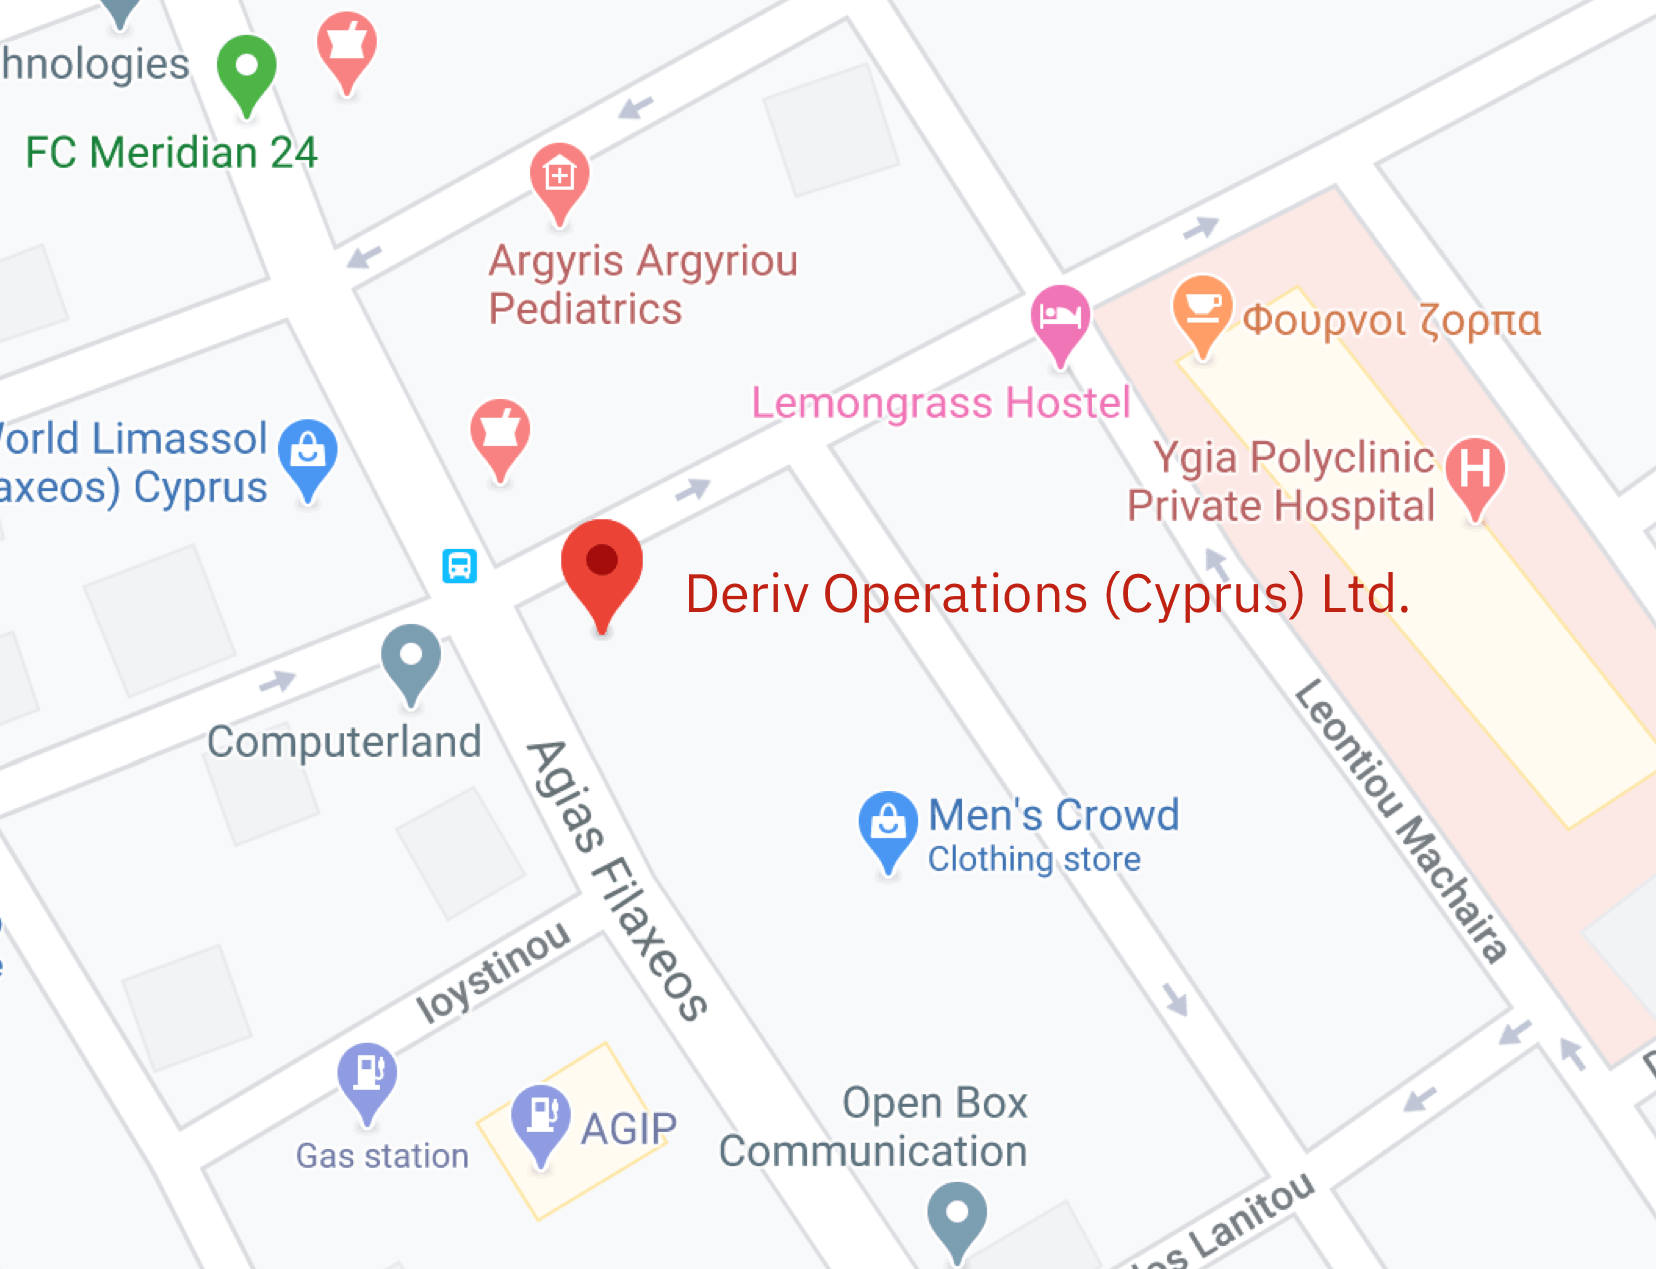 hnologies
FC Meridian 24
Argyris Argyriou
Pediatrics
Φουρνοι ζορπα
Lemongrass Hostel
orld Limassol
axeos) Cyprus
Ygia Polyclinic
Private Hospital
H
Deriv Operations (Cyprus) Ltd.
Computerland
Agias Filaxeos
Leontiou Machaira
Men's Crowd
Clothing store
Ioystinou
Gas station
AGIP
Open Box
Communication
os Lanitou